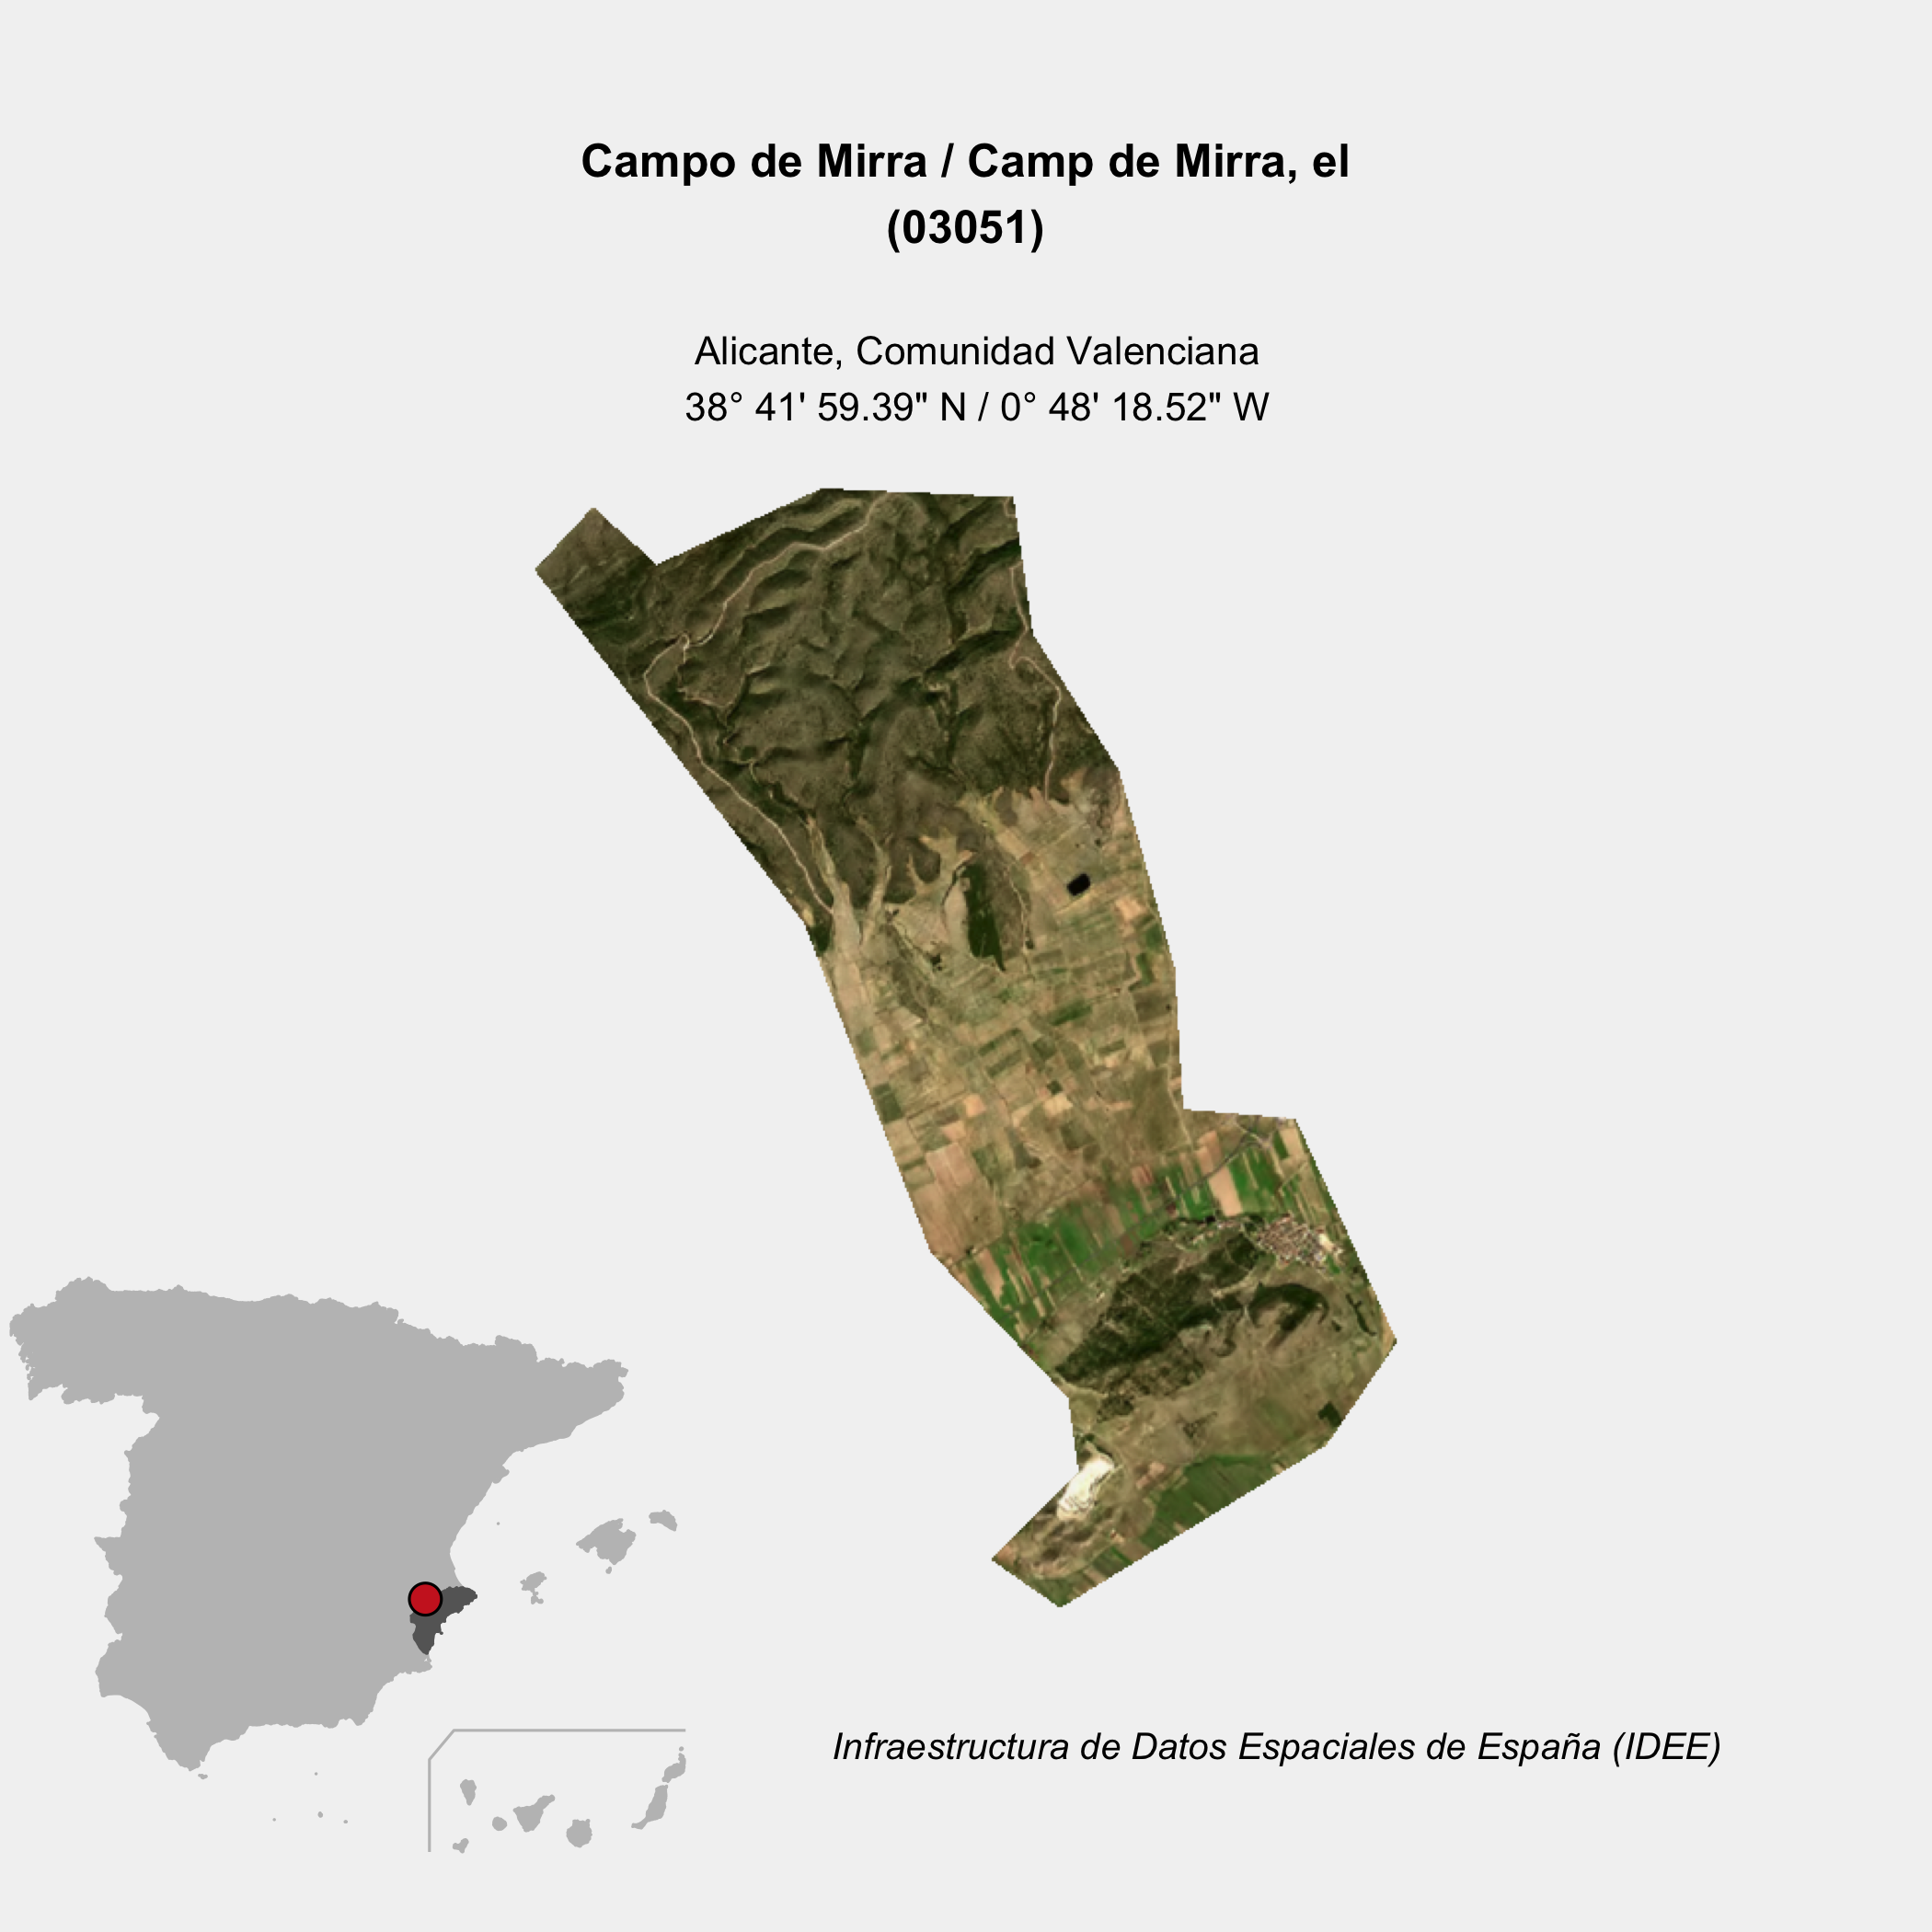 Campo de Mirra / Camp de Mirra, el
(03051)
Alicante, Comunidad Valenciana
38° 41' 59.39" N / 0° 48' 18.52" W
Infraestructura de Datos Espaciales de España (IDEE)